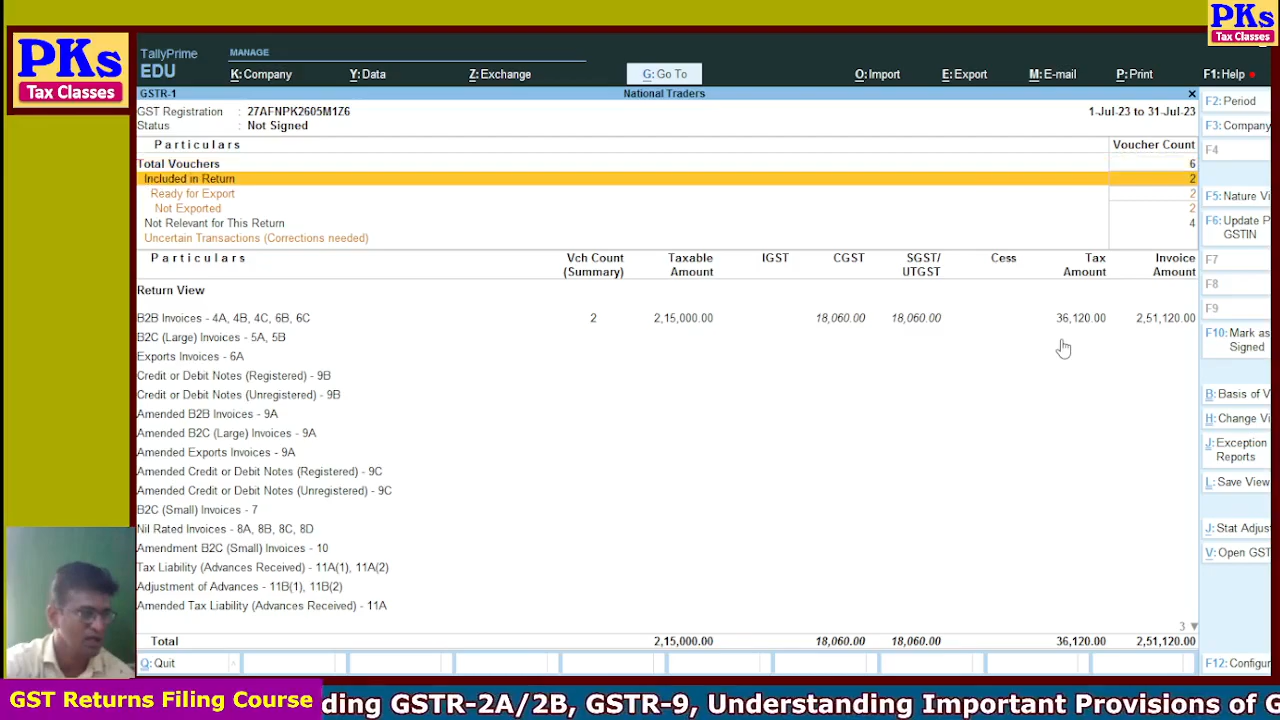 PKs
Tax Classes
PKs
Tax Classes
TallyPrime
EDU
MANAGE
K:Company Y:Data Z:Exchange G: Go To O:Import E:Export M:E-mail P:Print F1:Help
GSTR-1 National Traders ×
GST Registration : 27AFNPK2605M1Z6 1-Jul-23 to 31-Jul-23
Status : Not Signed
Particulars Voucher Count
Total Vouchers 6
Included in Return 2
Ready for Export 2
Not Exported 2
Not Relevant for This Return 4
Uncertain Transactions (Corrections needed)
Particulars Vch Count (Summary) Taxable Amount IGST CGST SGST/ UTGST Cess Tax Amount Invoice Amount
Return View
B2B Invoices - 4A, 4B, 4C, 6B, 6C 2 2,15,000.00 18,060.00 18,060.00 36,120.00 2,51,120.00
B2C (Large) Invoices - 5A, 5B
Exports Invoices - 6A
Credit or Debit Notes (Registered) - 9B
Credit or Debit Notes (Unregistered) - 9B
Amended B2B Invoices - 9A
Amended B2C (Large) Invoices - 9A
Amended Exports Invoices - 9A
Amended Credit or Debit Notes (Registered) - 9C
Amended Credit or Debit Notes (Unregistered) - 9C
B2C (Small) Invoices - 7
Nil Rated Invoices - 8A, 8B, 8C, 8D
Amendment B2C (Small) Invoices - 10
Tax Liability (Advances Received) - 11A(1), 11A(2)
Adjustment of Advances - 11B(1), 11B(2)
Amended Tax Liability (Advances Received) - 11A
3 ▼
Total 2,15,000.00 18,060.00 18,060.00 36,120.00 2,51,120.00
Q: Quit
F2: Period
F3: Company
F4
F5: Nature Vi
F6: Update P
GSTIN
F7
F8
F9
F10: Mark as
Signed
B: Basis of V
H: Change Vi
J: Exception
Reports
L: Save View
J: Stat Adjus
V: Open GST
F12: Configur
GST Returns Filing Course
ding GSTR-2A/2B, GSTR-9, Understanding Important Provisions of G